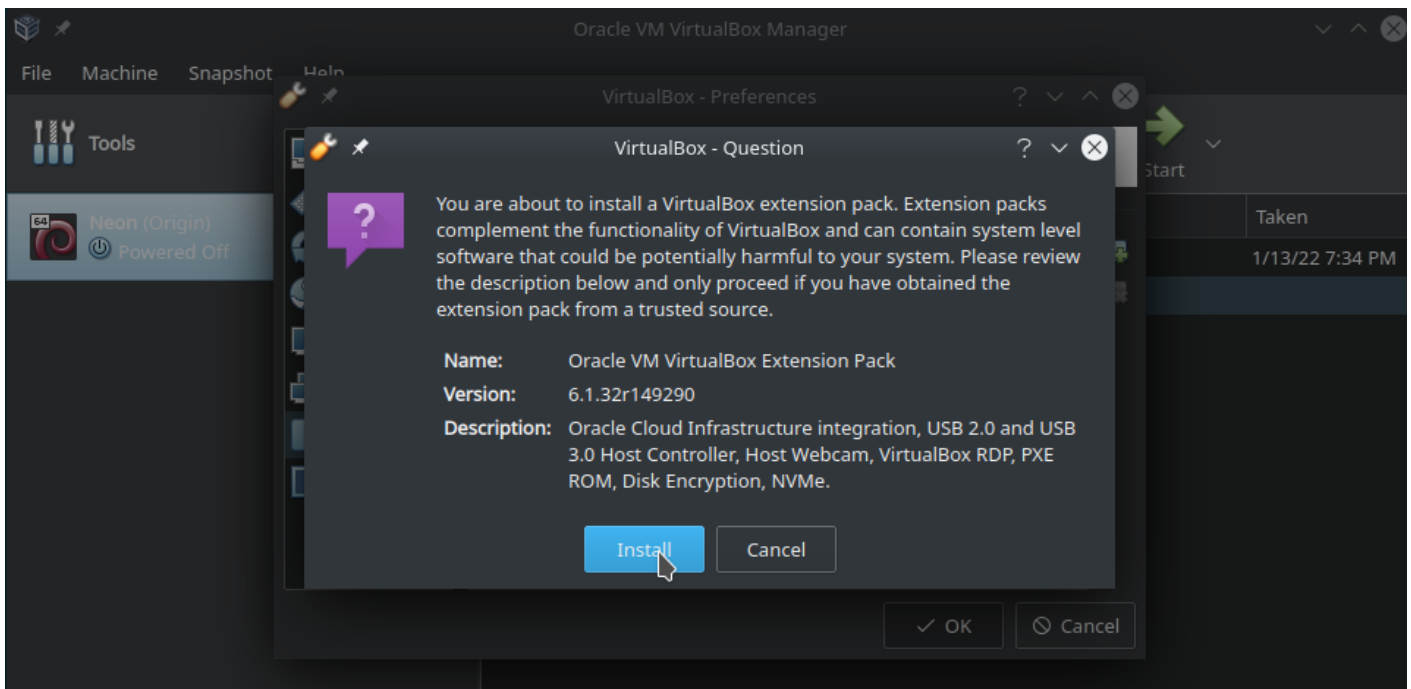 Oracle VM VirtualBox Manager
File Machine Snapshot Help
VirtualBox - Preferences
?
Tools
VirtualBox - Question
?
Start
64
Neon (Origin)
Powered Off
Taken
1/13/22 7:34 PM
?
You are about to install a VirtualBox extension pack. Extension packs
complement the functionality of VirtualBox and can contain system level
software that could be potentially harmful to your system. Please review
the description below and only proceed if you have obtained the
extension pack from a trusted source.
Name: Oracle VM VirtualBox Extension Pack
Version: 6.1.32r149290
Description: Oracle Cloud Infrastructure integration, USB 2.0 and USB
3.0 Host Controller, Host Webcam, VirtualBox RDP, PXE
ROM, Disk Encryption, NVMe.
Install Cancel
OK Cancel